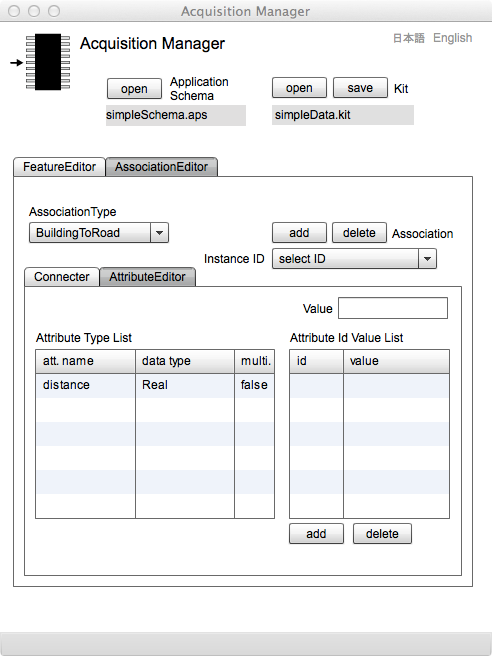 Acquisition Manager
Acquisition Manager
日本語 English
open Application Schema open save Kit
simpleSchema.aps simpleData.kit
FeatureEditor AssociationEditor
AssociationType
BuildingToRoad add delete Association
Instance ID select ID
Connecter AttributeEditor
Value
Attribute Type List Attribute Id Value List
att. name data type multi. id value
distance Real false
add delete